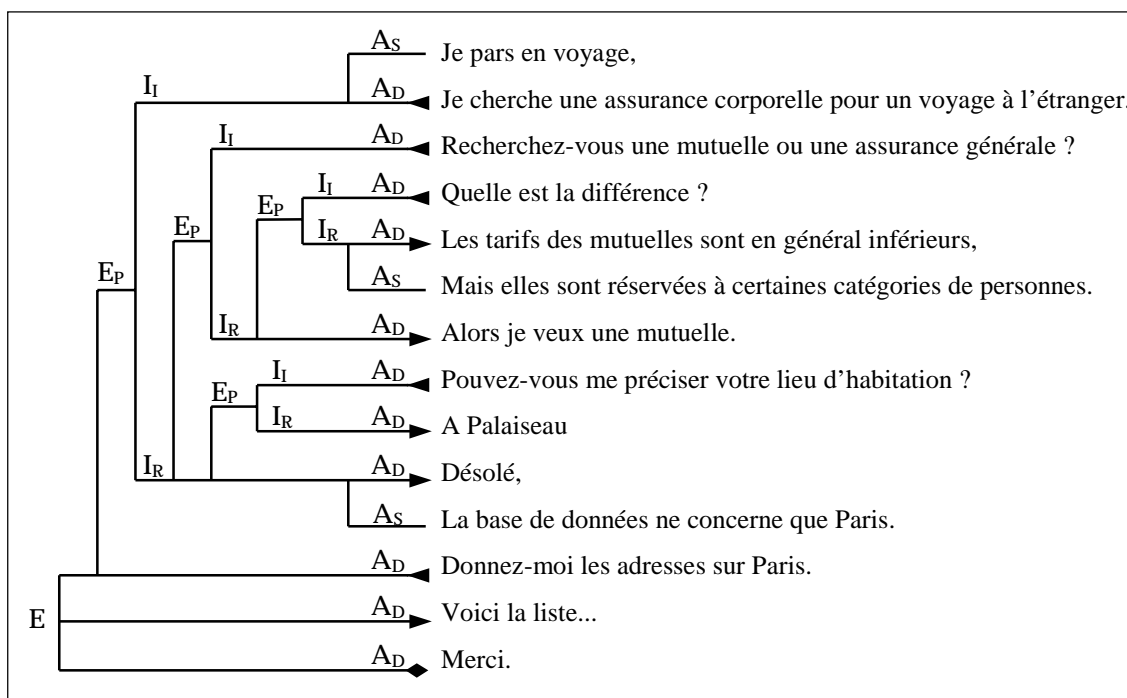 A_S Je pars en voyage,
I_I A_D Je cherche une assurance corporelle pour un voyage à l’étranger.
I_I A_D Recherchez-vous une mutuelle ou une assurance générale ?
I_I A_D Quelle est la différence ?
E_P
E_P I_R A_D Les tarifs des mutuelles sont en général inférieurs,
E_P A_S Mais elles sont réservées à certaines catégories de personnes.
I_R A_D Alors je veux une mutuelle.
I_I A_D Pouvez-vous me préciser votre lieu d’habitation ?
E_P
I_R A_D A Palaiseau
I_R A_D Désolé,
A_S La base de données ne concerne que Paris.
A_D Donnez-moi les adresses sur Paris.
E A_D Voici la liste...
A_D Merci.